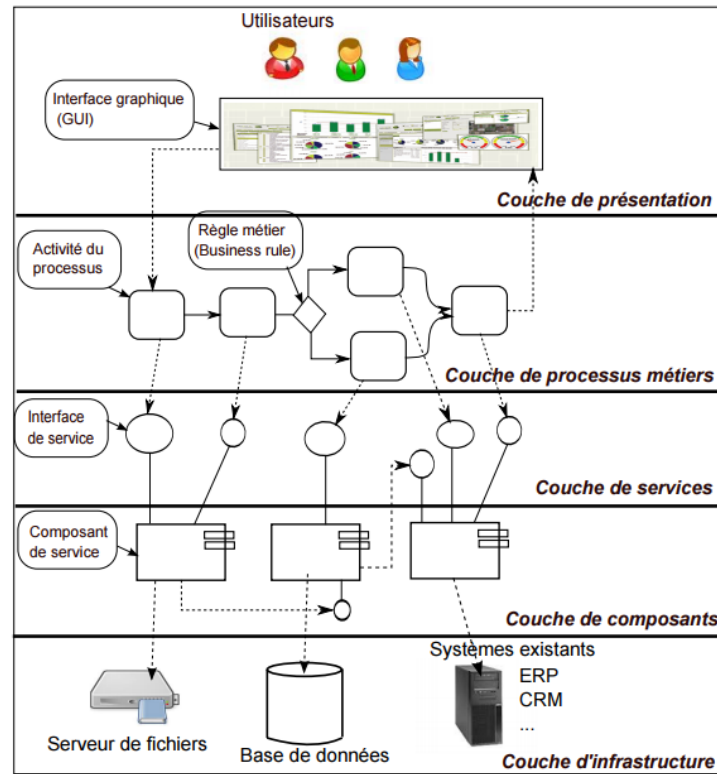 Utilisateurs
Interface graphique
(GUI)
Couche de présentation
Règle métier
(Business rule)
Activité du
processus
Couche de processus métiers
Interface
de service
Couche de services
Composant
de service
Couche de composants
Systèmes existants
ERP
CRM
...
Serveur de fichiers
Base de données
Couche d'infrastructure